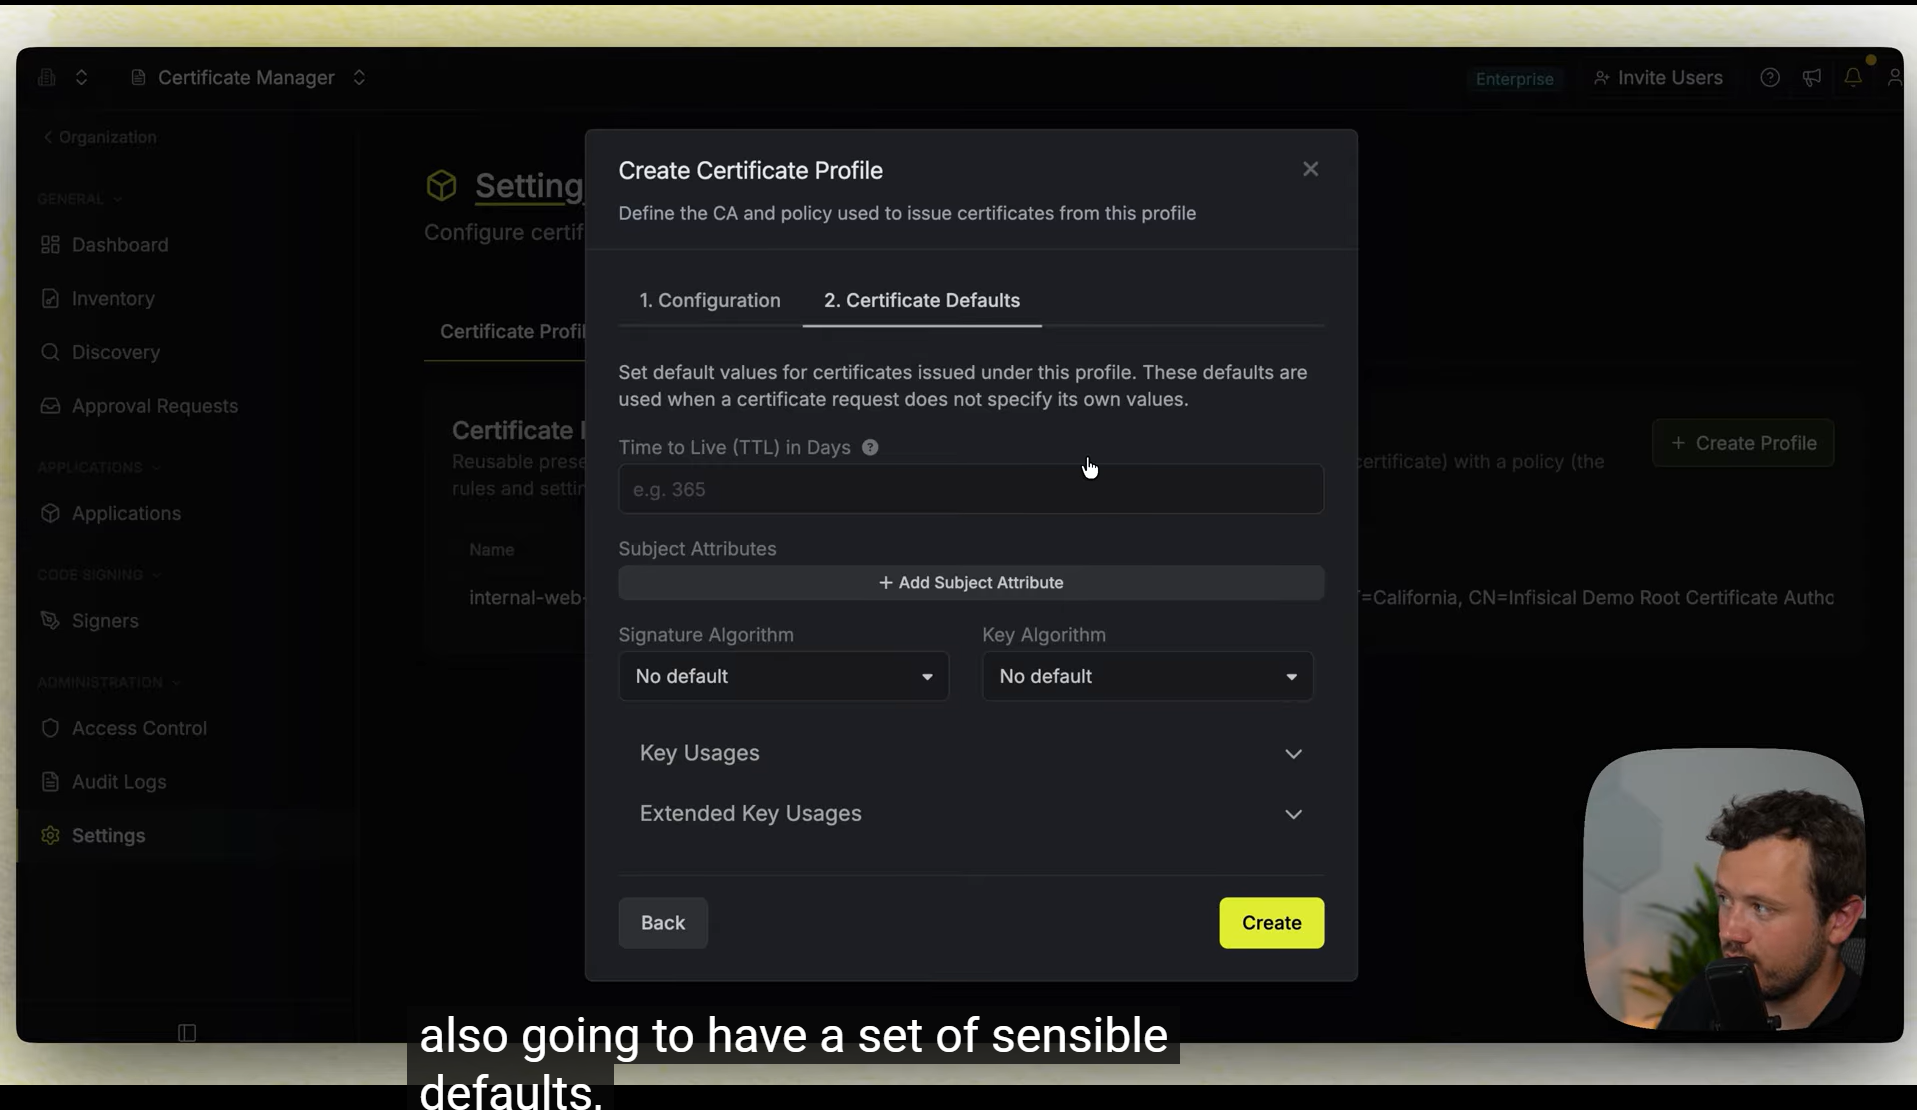 Certificate Manager
Enterprise
Invite Users
Organization
GENERAL
Dashboard
Inventory
Discovery
Approval Requests
APPLICATIONS
Applications
CODE SIGNING
Signers
ADMINISTRATION
Access Control
Audit Logs
Settings
Setting
Configure certif
Certificate Profil
Certificate
Reusable prese
rules and settin
ertificate) with a policy (the
+ Create Profile
Name
internal-web-
=California, CN=Infisical Demo Root Certificate Autho
Create Certificate Profile
Define the CA and policy used to issue certificates from this profile
1. Configuration
2. Certificate Defaults
Set default values for certificates issued under this profile. These defaults are
used when a certificate request does not specify its own values.
Time to Live (TTL) in Days ?
e.g. 365
Subject Attributes
+ Add Subject Attribute
Signature Algorithm
Key Algorithm
No default
No default
Key Usages
Extended Key Usages
Back
Create
also going to have a set of sensible
defaults.